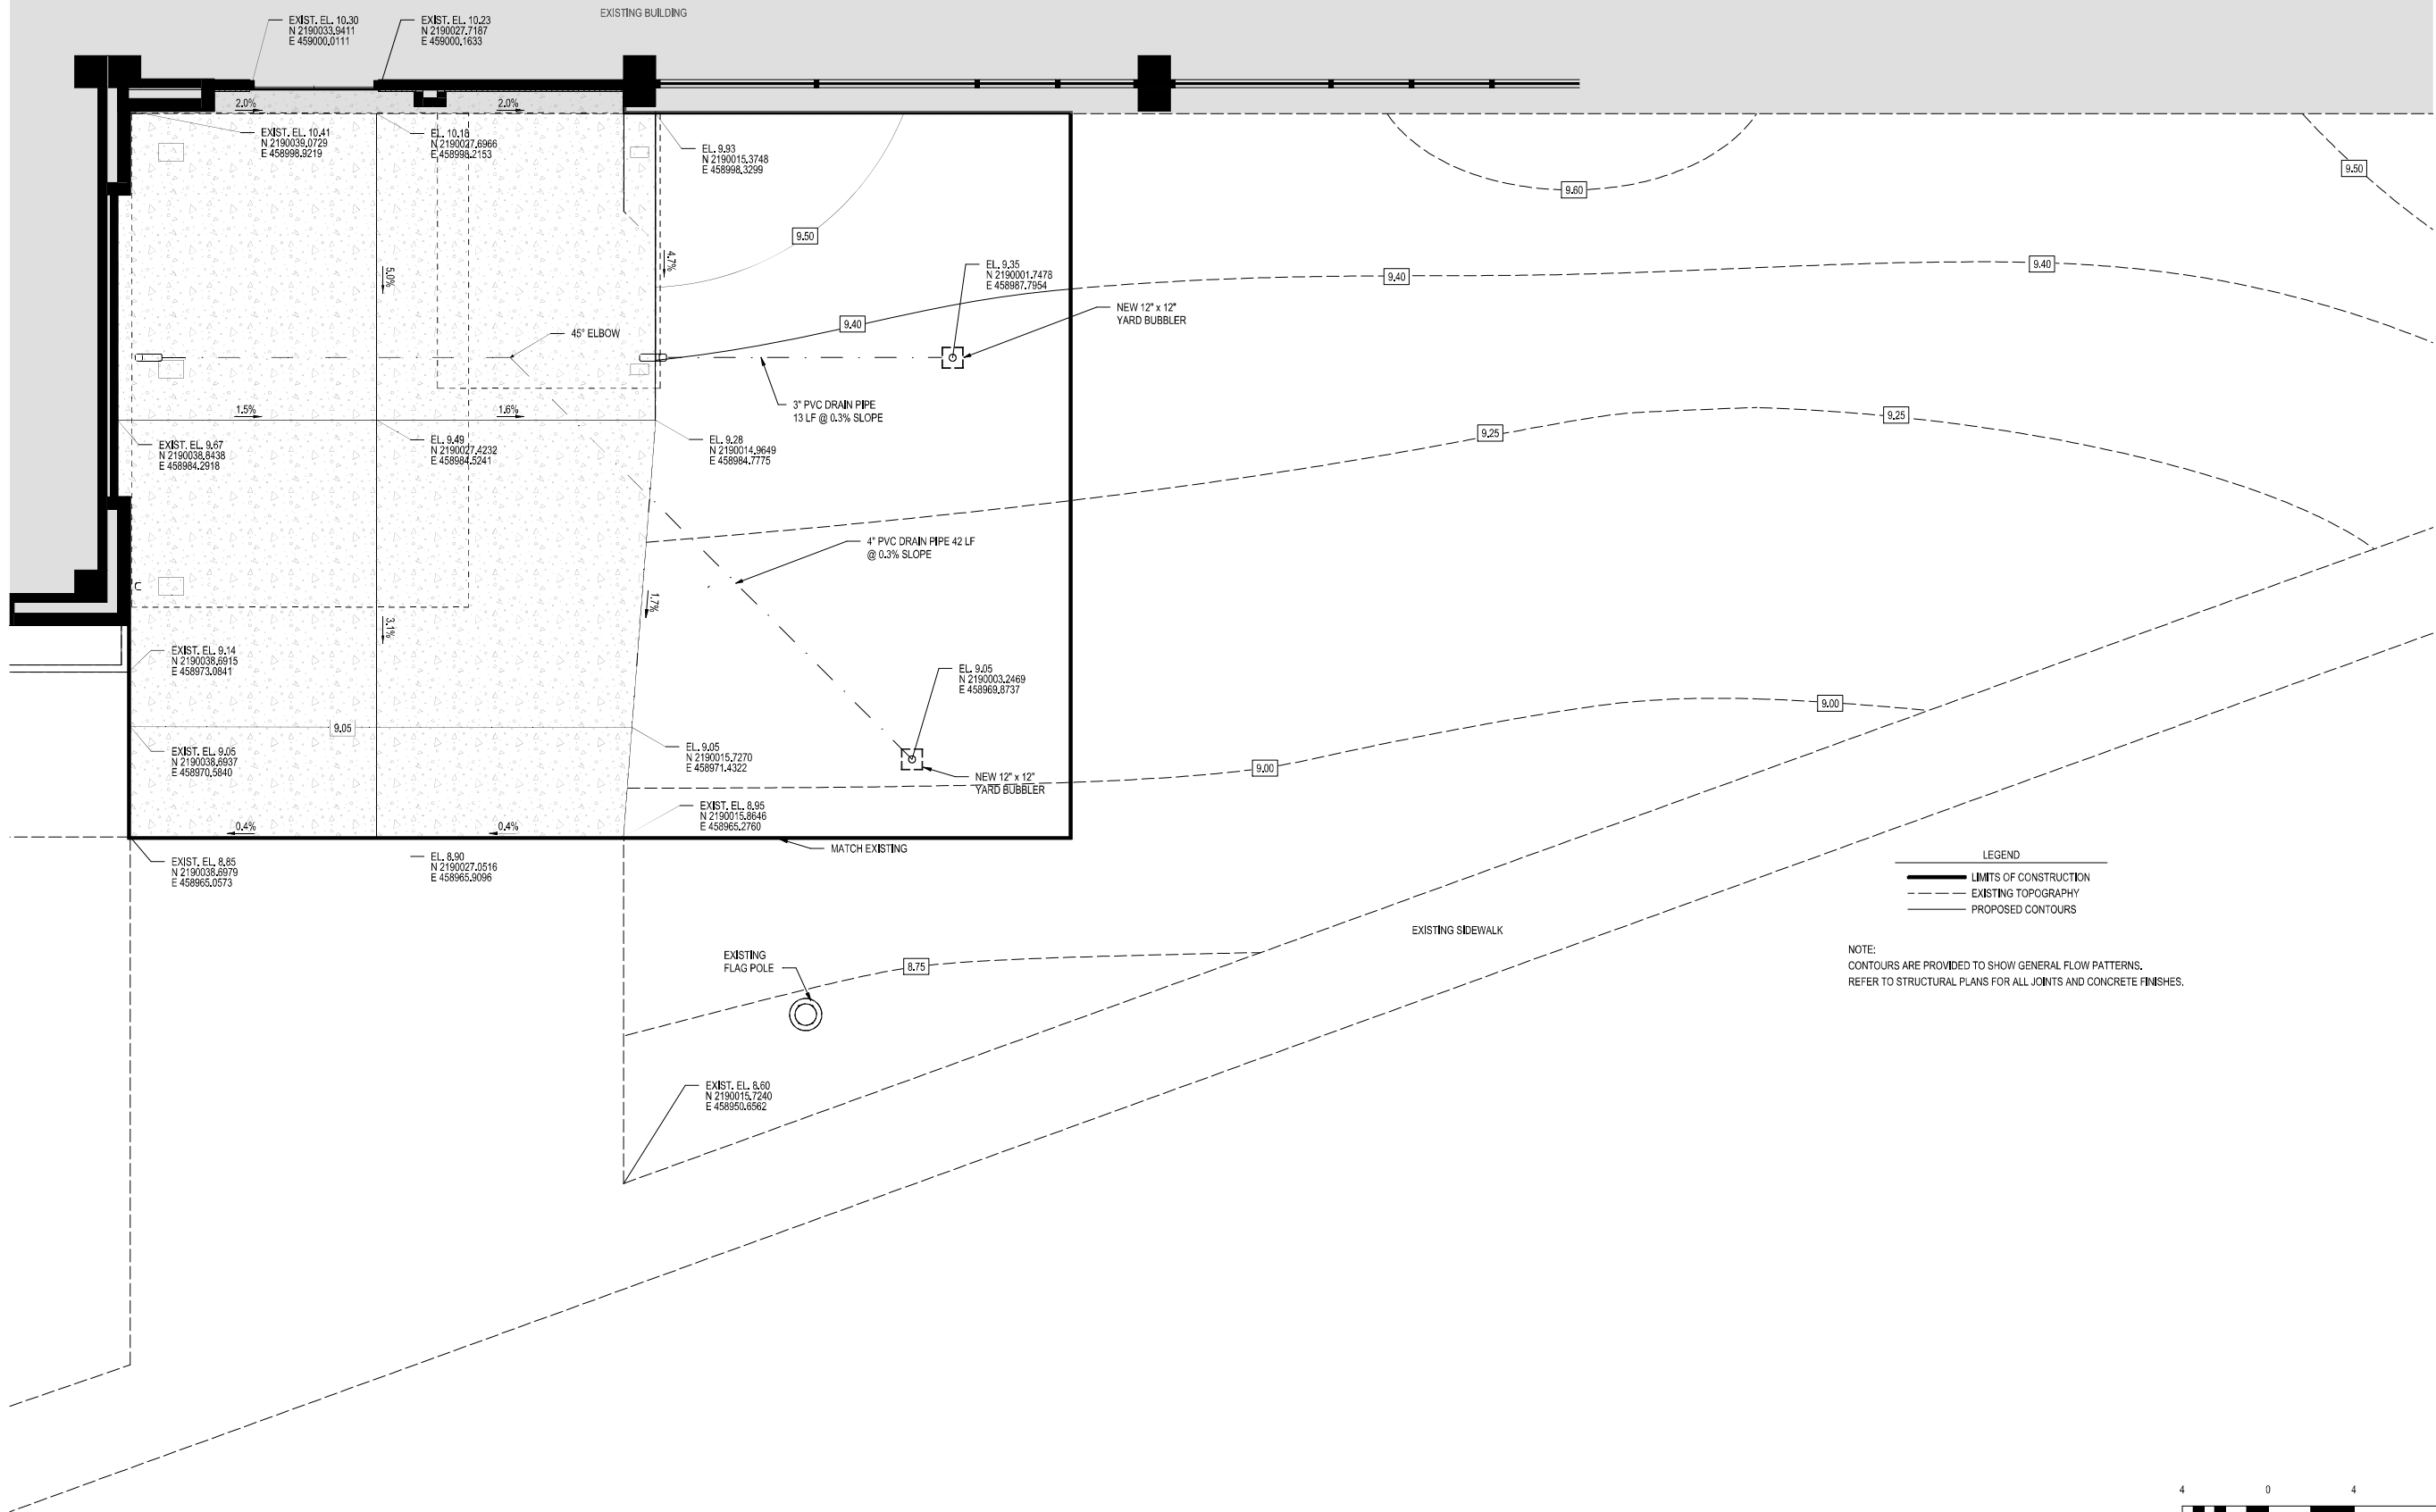 EXISTING BUILDING
EXIST. EL. 10.30
N 2190033.9411
E 459000.0111
EXIST. EL. 10.23
N 2190027.7187
E 459000.1633
2.0%
2.0%
EXIST. EL. 10.41
N 2190039.0729
E 458998.9219
EL. 10.18
N 2190027.6966
E 458998.2153
EL. 9.93
N 2190015.3748
E 458998.3299
9.60
9.50
9.50
4.7%
5.0%
EL. 9.35
N 2190001.7478
E 458987.7954
9.40
9.40
9.40
NEW 12" x 12"
YARD BUBBLER
45° ELBOW
3" PVC DRAIN PIPE
13 LF @ 0.3% SLOPE
1.5%
1.6%
9.25
9.25
EXIST. EL. 9.67
N 2190038.8438
E 458984.2918
EL. 9.49
N 2190027.4232
E 458984.5241
EL. 9.28
N 2190014.9649
E 458984.7775
4" PVC DRAIN PIPE 42 LF
@ 0.3% SLOPE
1.7%
3.1%
EXIST. EL. 9.14
N 2190038.6915
E 458973.0841
EL. 9.05
N 2190003.2469
E 458969.8737
9.00
9.05
EXIST. EL. 9.05
N 2190038.6937
E 458970.5840
EL. 9.05
N 2190015.7270
E 458971.4322
9.00
NEW 12" x 12"
YARD BUBBLER
EXIST. EL. 8.95
N 2190015.8646
E 458965.2760
0.4%
0.4%
MATCH EXISTING
EXIST. EL. 8.85
N 2190038.6979
E 458965.0573
EL. 8.90
N 2190027.0516
E 458965.9096
LEGEND
LIMITS OF CONSTRUCTION
EXISTING TOPOGRAPHY
PROPOSED CONTOURS
EXISTING SIDEWALK
NOTE:
CONTOURS ARE PROVIDED TO SHOW GENERAL FLOW PATTERNS.
REFER TO STRUCTURAL PLANS FOR ALL JOINTS AND CONCRETE FINISHES.
EXISTING
FLAG POLE
8.75
EXIST. EL. 8.60
N 2190015.7240
E 458950.6562
4 0 4